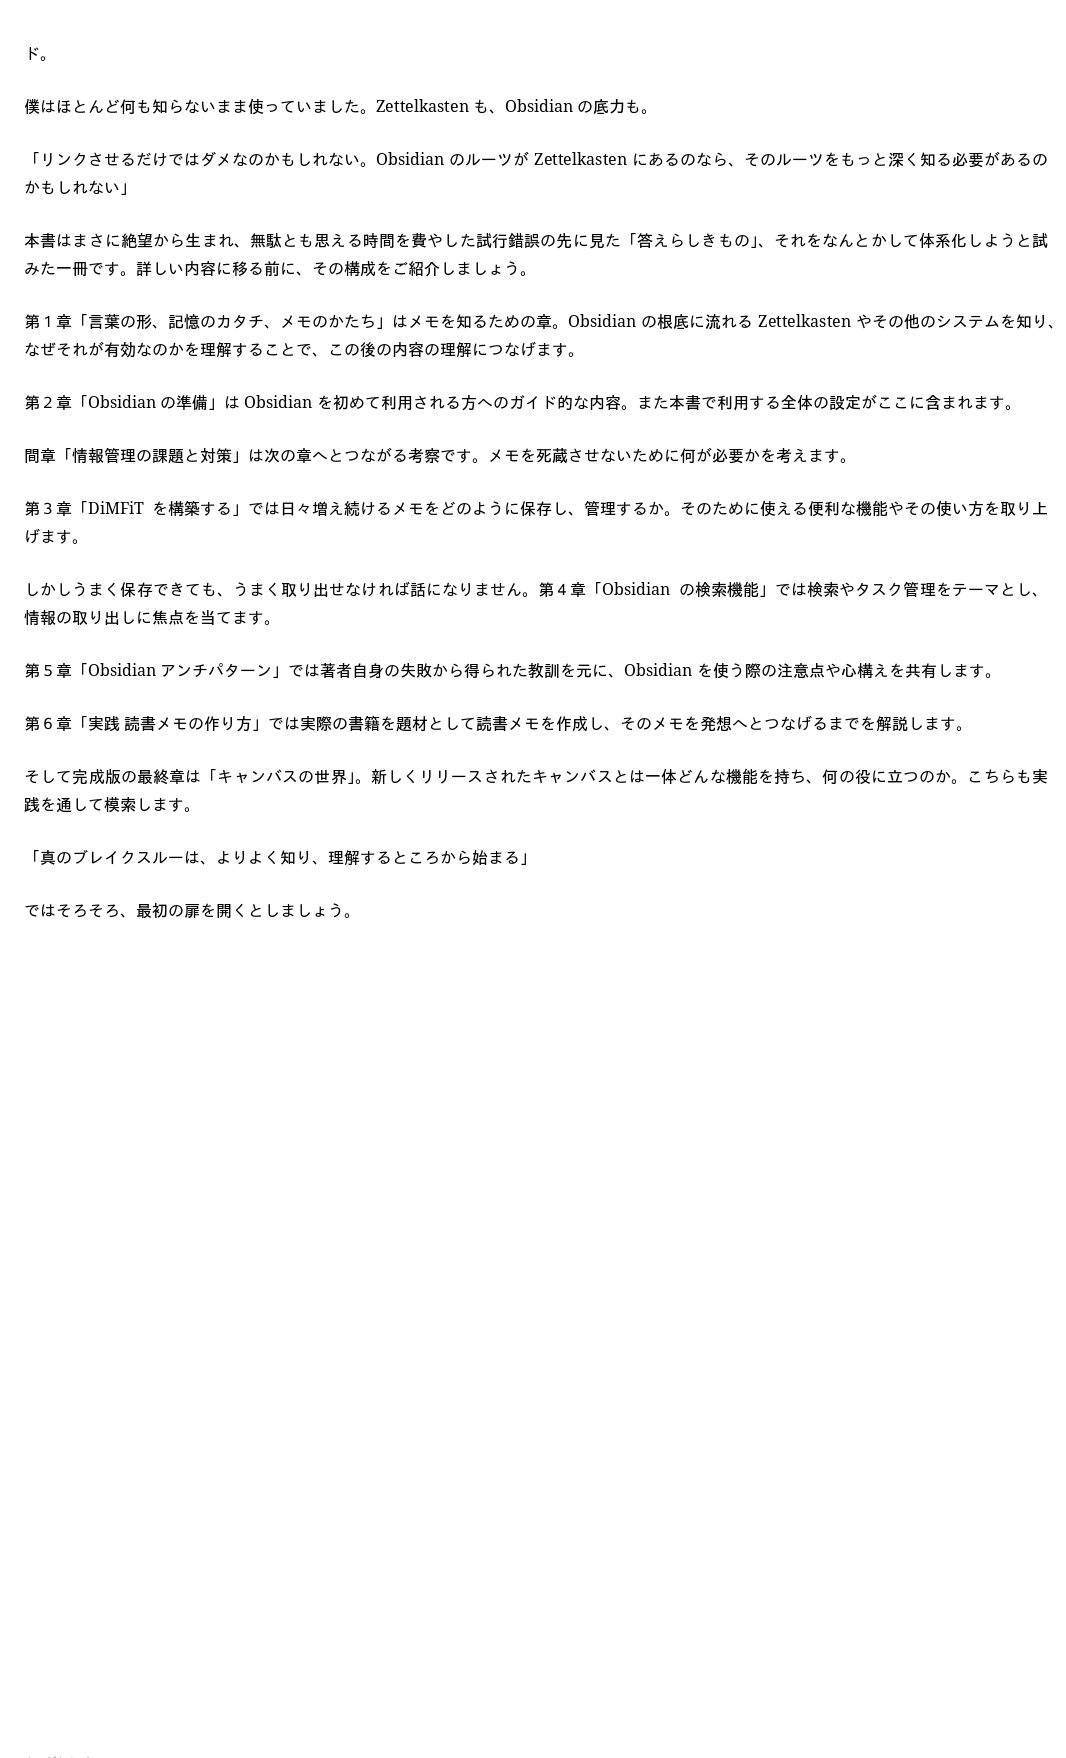 ド。
僕はほとんど何も知らないまま使っていました。Zettelkasten も、Obsidian の底力も。
「リンクさせるだけではダメなのかもしれない。Obsidian のルーツが Zettelkasten にあるのなら、そのルーツをもっと深く知る必要があるの
かもしれない」
本書はまさに絶望から生まれ、無駄とも思える時間を費やした試行錯誤の先に見た「答えらしきもの」、それをなんとかして体系化しようと試
みた一冊です。詳しい内容に移る前に、その構成をご紹介しましょう。
第１章「言葉の形、記憶のカタチ、メモのかたち」はメモを知るための章。Obsidian の根底に流れる Zettelkasten やその他のシステムを知り、
なぜそれが有効なのかを理解することで、この後の内容の理解につなげます。
第２章「Obsidian の準備」は Obsidian を初めて利用される方へのガイド的な内容。また本書で利用する全体の設定がここに含まれます。
間章「情報管理の課題と対策」は次の章へとつながる考察です。メモを死蔵させないために何が必要かを考えます。
第３章「DiMFiT を構築する」では日々増え続けるメモをどのように保存し、管理するか。そのために使える便利な機能やその使い方を取り上
げます。
しかしうまく保存できても、うまく取り出せなければ話になりません。第４章「Obsidian の検索機能」では検索やタスク管理をテーマとし、
情報の取り出しに焦点を当てます。
第５章「Obsidian アンチパターン」では著者自身の失敗から得られた教訓を元に、Obsidian を使う際の注意点や心構えを共有します。
第６章「実践 読書メモの作り方」では実際の書籍を題材として読書メモを作成し、そのメモを発想へとつなげるまでを解説します。
そして完成版の最終章は「キャンバスの世界」。新しくリリースされたキャンバスとは一体どんな機能を持ち、何の役に立つのか。こちらも実
践を通して模索します。
「真のブレイクスルーは、よりよく知り、理解するところから始まる」
ではそろそろ、最初の扉を開くとしましょう。